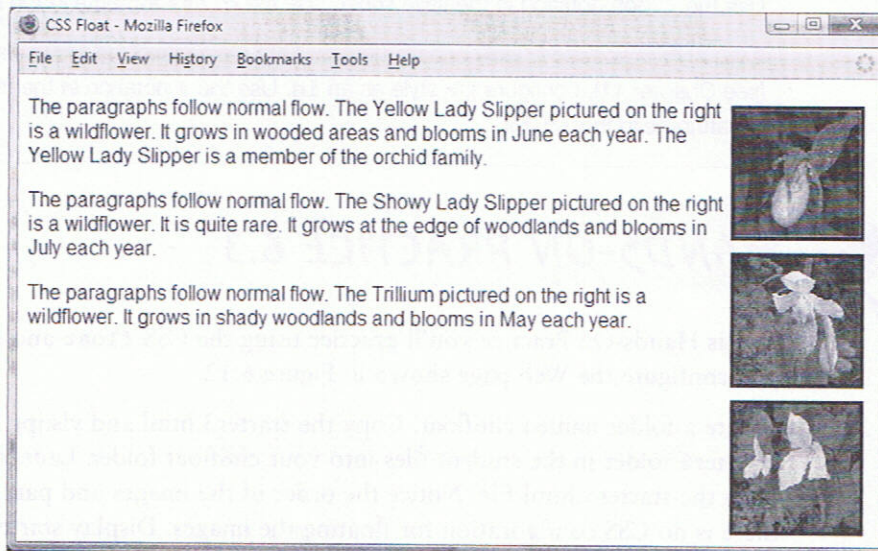 CSS Float - Mozilla Firefox
File Edit View History Bookmarks Tools Help
The paragraphs follow normal flow. The Yellow Lady Slipper pictured on the right
is a wildflower. It grows in wooded areas and blooms in June each year. The
Yellow Lady Slipper is a member of the orchid family.
The paragraphs follow normal flow. The Showy Lady Slipper pictured on the right
is a wildflower. It is quite rare. It grows at the edge of woodlands and blooms in
July each year.
The paragraphs follow normal flow. The Trillium pictured on the right is a
wildflower. It grows in shady woodlands and blooms in May each year.